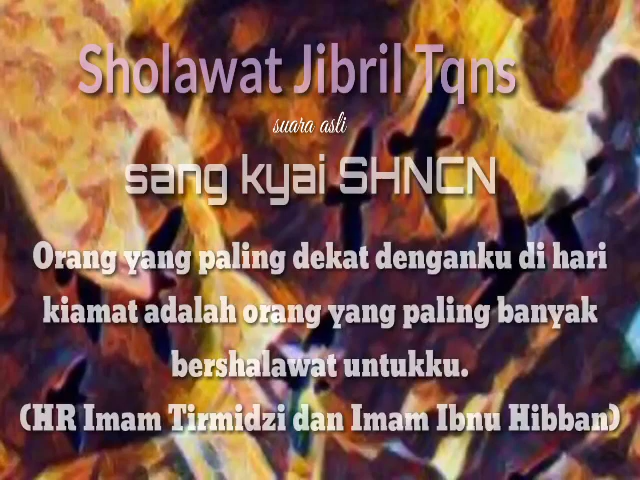 Sholawat Jibril Tqns
suara asli
sang kyai SHNCN
Orang yang paling dekat denganku di hari
kiamat adalah orang yang paling banyak
bershalawat untukku.
(HR Imam Tirmidzi dan Imam Ibnu Hibban)